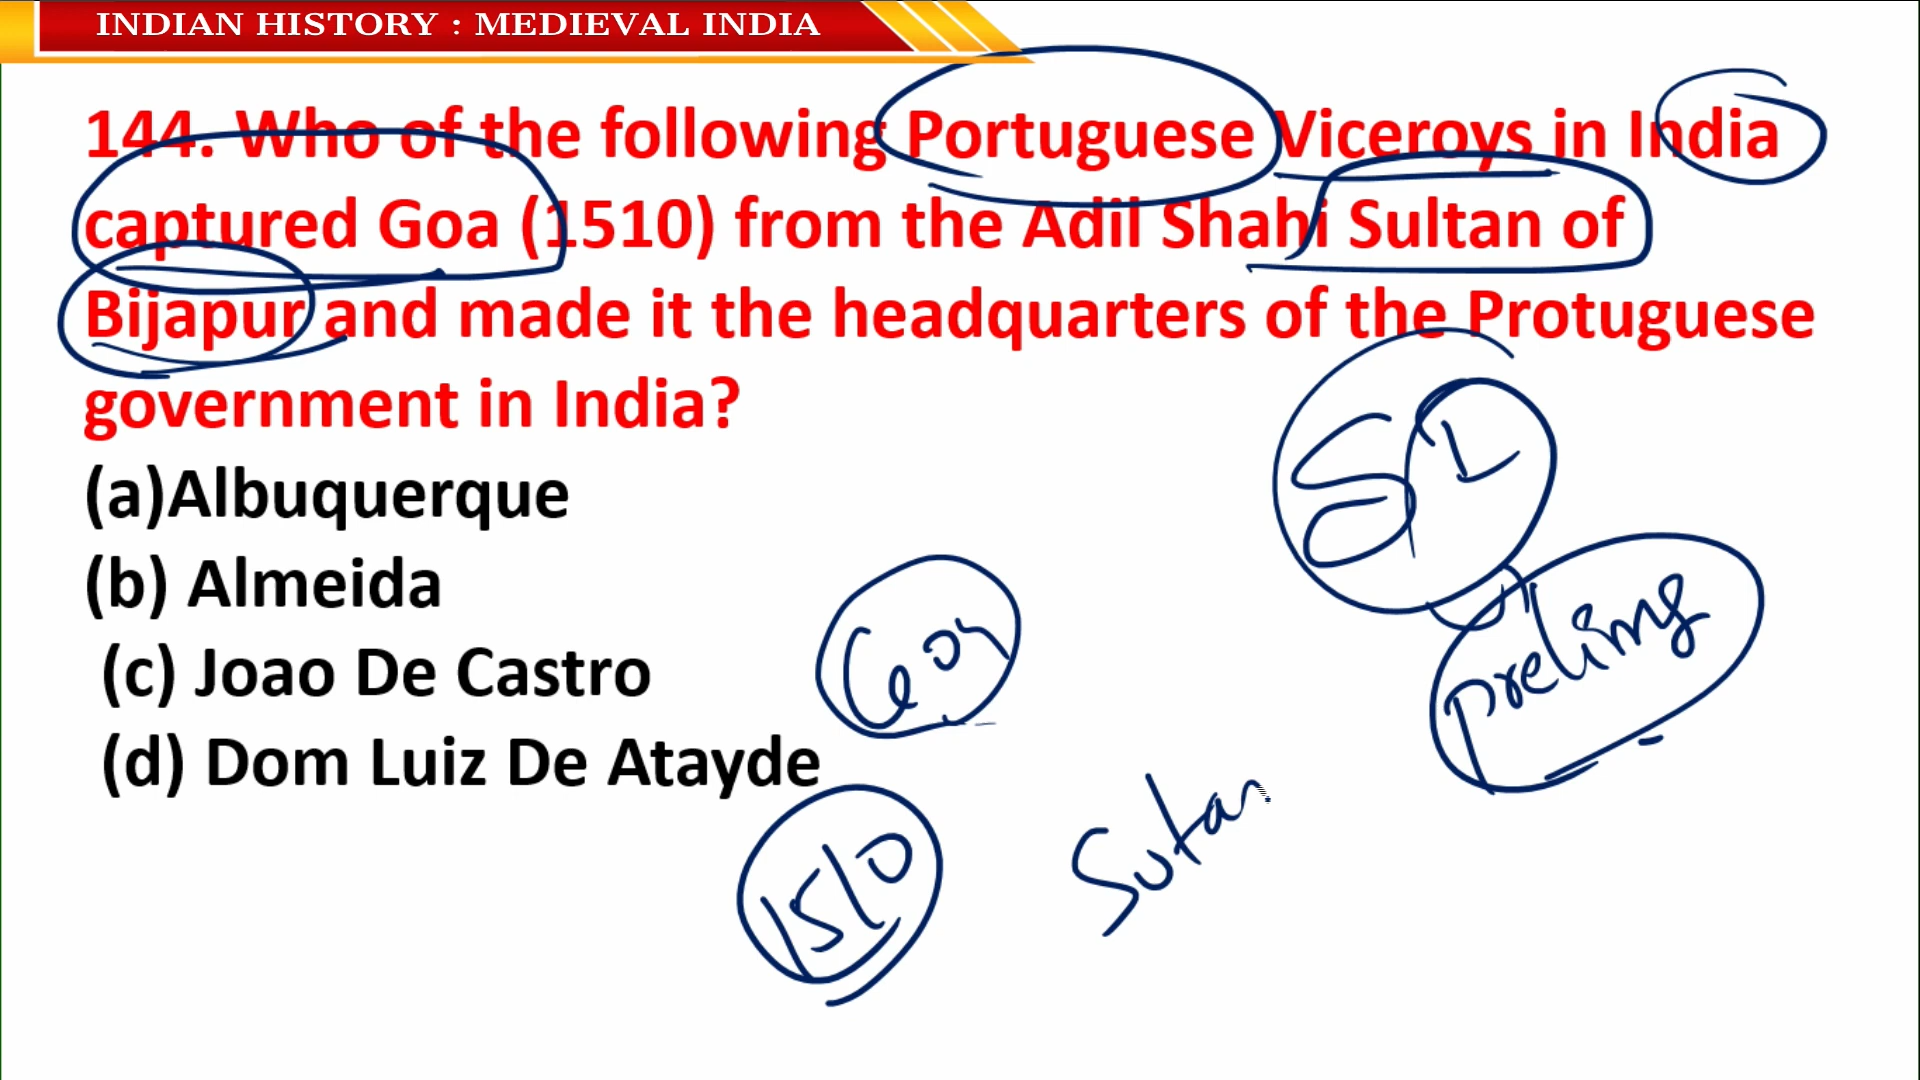 INDIAN HISTORY : MEDIEVAL INDIA
144. Who of the following Portuguese Viceroys in India
captured Goa (1510) from the Adil Shahi Sultan of
Bijapur and made it the headquarters of the Protuguese
government in India?
(a)Albuquerque
(b) Almeida
(c) Joao De Castro
(d) Dom Luiz De Atayde
Goa
prelims
1510
Sutan